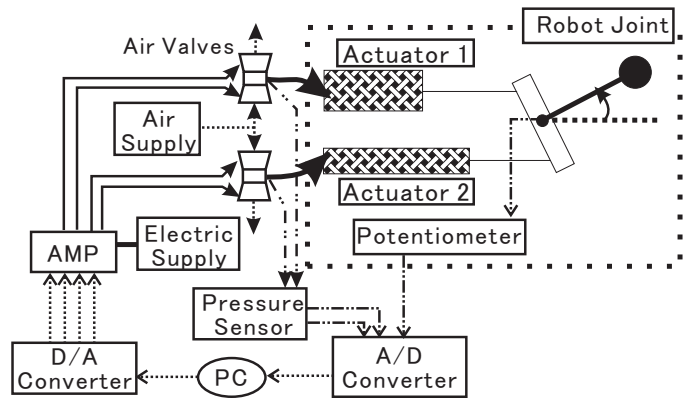 Robot Joint
Air Valves
Actuator 1
Air
Supply
Actuator 2
AMP
Electric
Supply
Potentiometer
Pressure
Sensor
D/A
Converter
PC
A/D
Converter